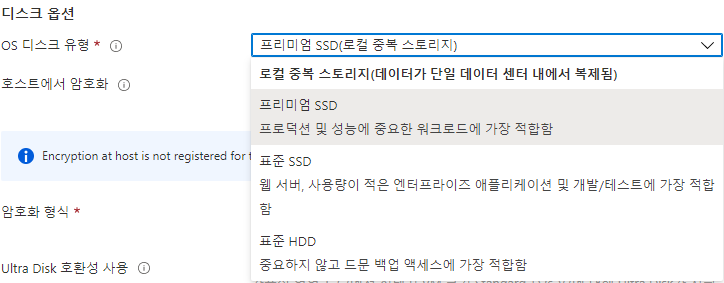 디스크 옵션
OS 디스크 유형 * 프리미엄 SSD(로컬 중복 스토리지)
로컬 중복 스토리지(데이터가 단일 데이터 센터 내에서 복제됨)
호스트에서 암호화
프리미엄 SSD
프로덕션 및 성능에 중요한 워크로드에 가장 적합함
Encryption at host is not registered for
표준 SSD
웹 서버, 사용량이 적은 엔터프라이즈 애플리케이션 및 개발/테스트에 가장 적합
함
암호화 형식 *
표준 HDD
중요하지 않고 드문 백업 액세스에 가장 적합함
Ultra Disk 호환성 사용